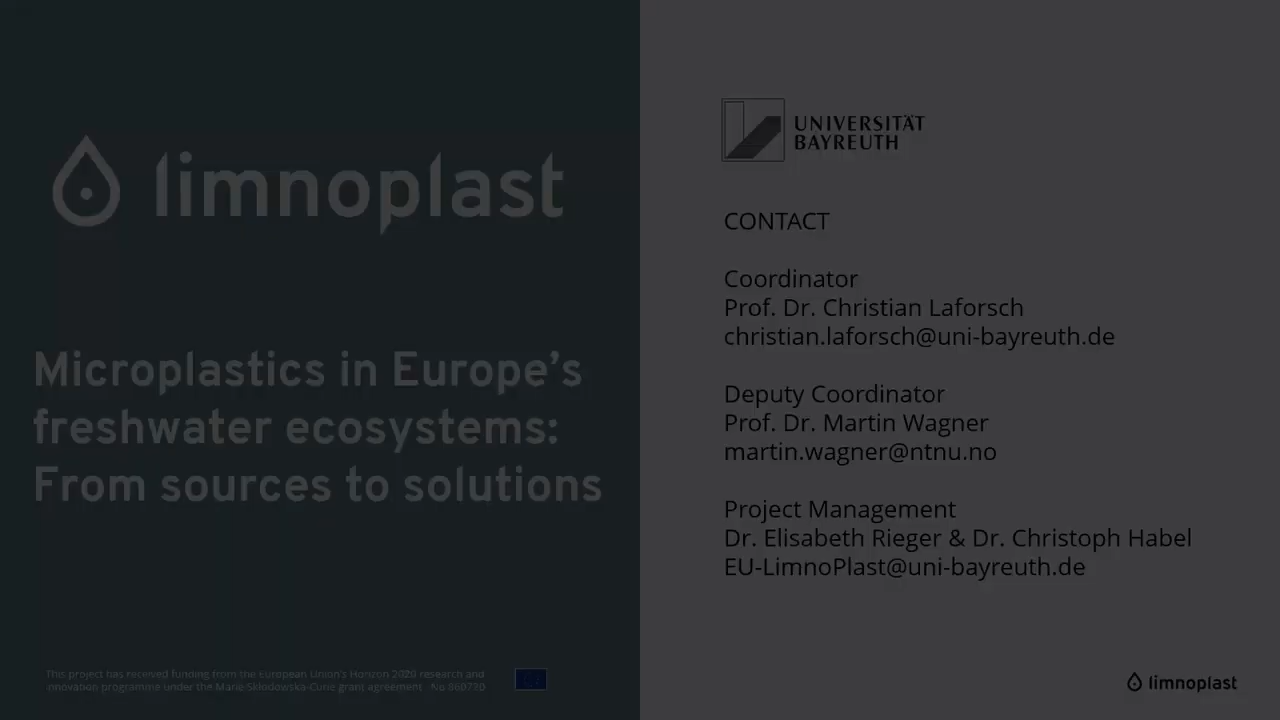 limnoplast
Microplastics in Europe’s
freshwater ecosystems:
From sources to solutions
This project has received funding from the European Union's Horizon 2020 research and
innovation programme under the Marie Skłodowska-Curie grant agreement No 860720
UNIVERSITÄT
BAYREUTH
CONTACT
Coordinator
Prof. Dr. Christian Laforsch
christian.laforsch@uni-bayreuth.de
Deputy Coordinator
Prof. Dr. Martin Wagner
martin.wagner@ntnu.no
Project Management
Dr. Elisabeth Rieger & Dr. Christoph Habel
EU-LimnoPlast@uni-bayreuth.de
limnoplast